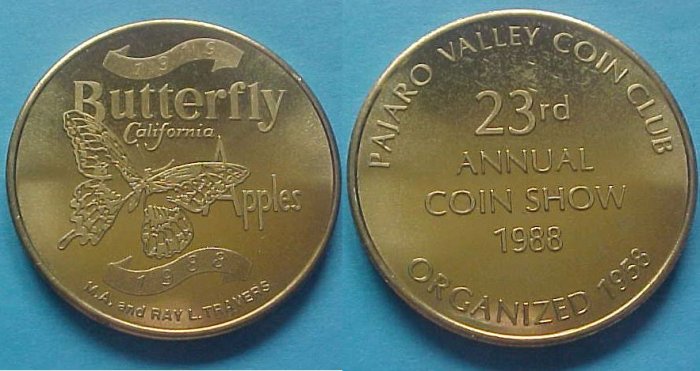 1919
Butterfly
California
Apples
1988
M.A. and RAY L. TRAVERS
PAJARO VALLEY COIN CLUB
23rd
ANNUAL
COIN SHOW
1988
ORGANIZED 1958